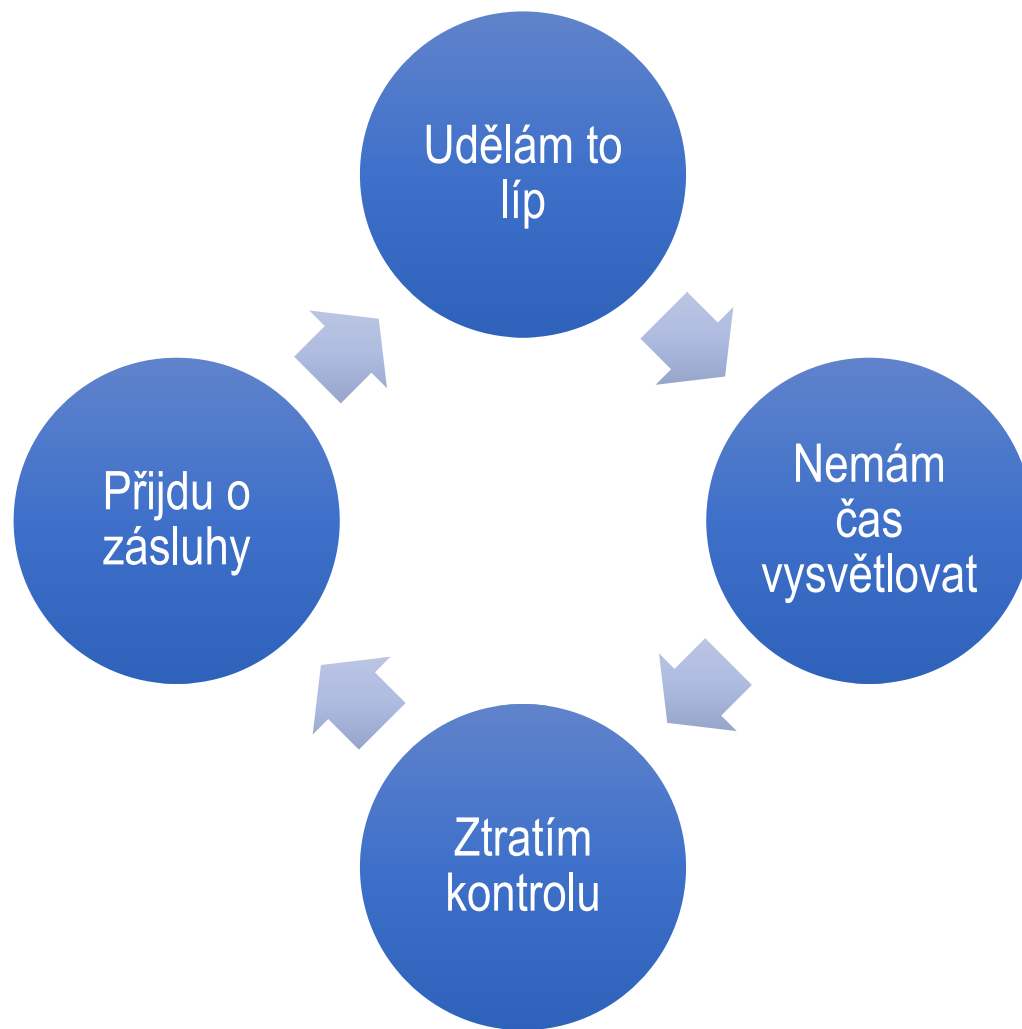 Udělám to
líp
Nemám
čas
vysvětlovat
Ztratím
kontrolu
Přijdu o
zásluhy